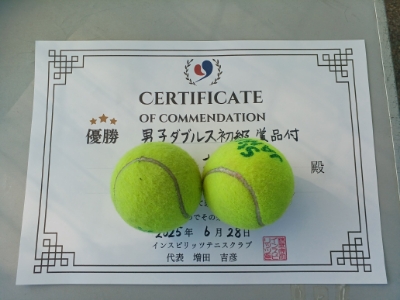 CERTIFICATE
OF COMMENDATION
優勝 男子ダブルス初級 賞品付
殿
2025年 6月28日
インスピリッツテニスクラブ
代表 増田 吉彦